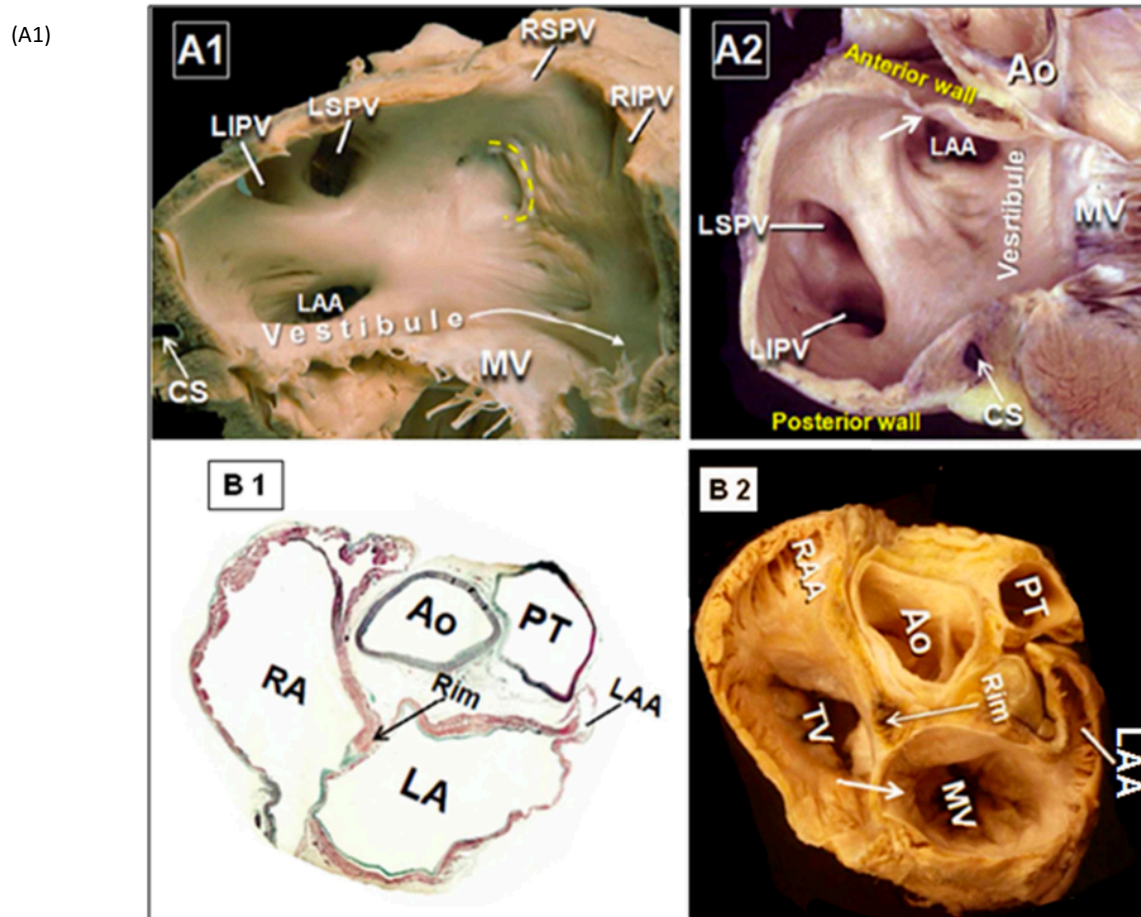 (A1)
A1
RSPV
LSPV
LIPV
RIPV
LAA
Vestibule
MV
CS
A2
Anterior wall
Ao
LAA
LSPV
Vesrtibule
MV
LIPV
CS
Posterior wall
B 1
Ao
PT
RA
Rim
LAA
LA
B 2
RAA
Ao
PT
Rim
TV
LAA
MV